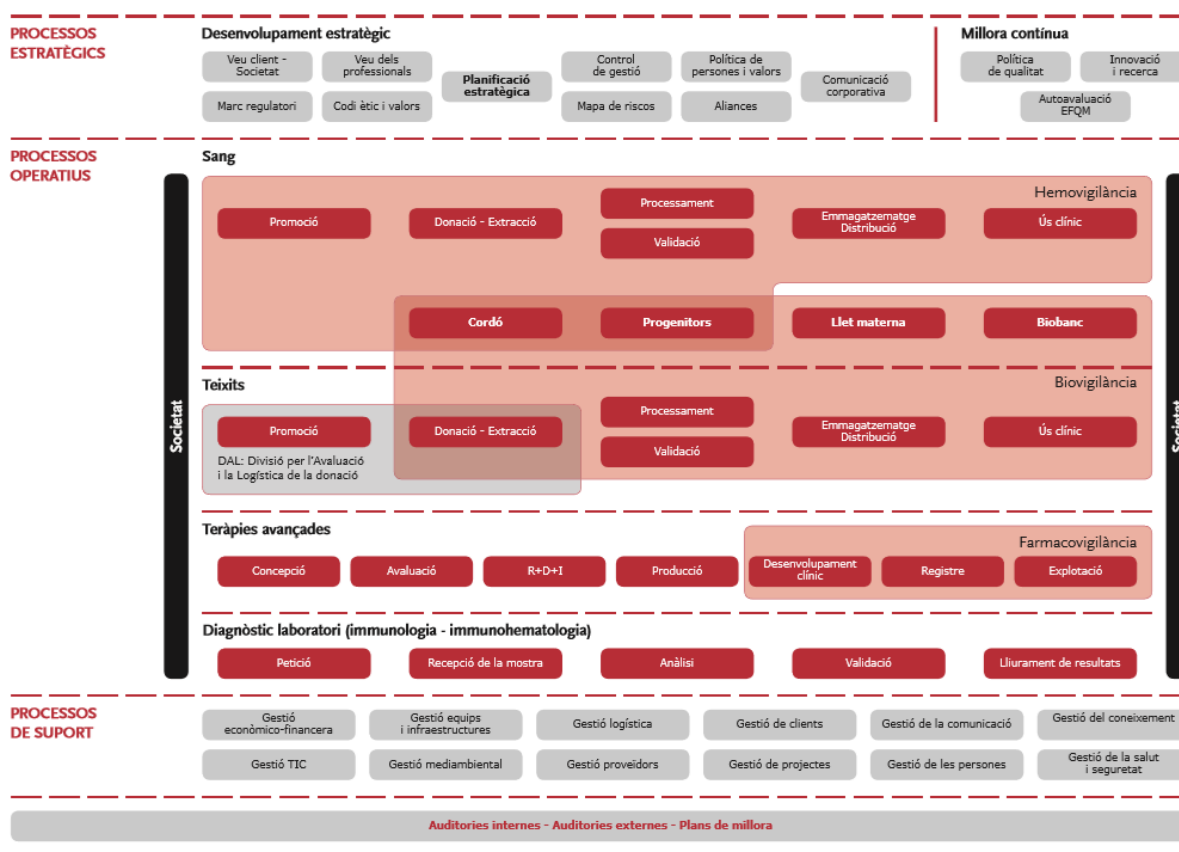 PROCESSOS
ESTRATÈGICS
Desenvolupament estratègic
Veu client -
Societat
Veu dels
professionals
Planificació
estratègica
Control
de gestió
Política de
persones i valors
Comunicació
corporativa
Marc regulatori
Codi ètic i valors
Mapa de riscos
Aliances
Millora contínua
Política
de qualitat
Innovació
i recerca
Autoavaluació
EFQM
PROCESSOS
OPERATIUS
Societat
Sang
Hemovigilància
Promoció
Donació - Extracció
Processament
Validació
Emmagatzematge
Distribució
Ús clínic
Cordó
Progenitors
Llet materna
Biobanc
Teixits
Biovigilància
Promoció
DAL: Divisió per l'Avaluació
i la Logística de la donació
Donació - Extracció
Processament
Validació
Emmagatzematge
Distribució
Ús clínic
Teràpies avançades
Farmacovigilància
Concepció
Avaluació
R+D+I
Producció
Desenvolupament
clínic
Registre
Explotació
Diagnòstic laboratori (immunologia - immunohematologia)
Petició
Recepció de la mostra
Anàlisi
Validació
Lliurament de resultats
Societat
PROCESSOS
DE SUPORT
Gestió
econòmico-financera
Gestió equips
i infraestructures
Gestió logística
Gestió de clients
Gestió de la comunicació
Gestió del coneixement
Gestió TIC
Gestió mediambiental
Gestió proveïdors
Gestió de projectes
Gestió de les persones
Gestió de la salut
i seguretat
Auditories internes - Auditories externes - Plans de millora